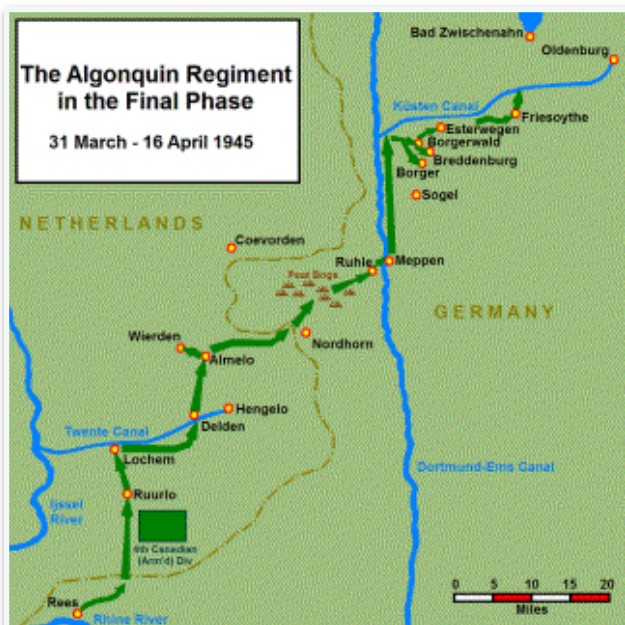 The Algonquin Regiment
in the Final Phase
31 March - 16 April 1945
Bad Zwischenahn
Oldenburg
Küsten Canal
Friesoythe
Esterwegen
Borgerwald
Breddenburg
Borger
Sogel
NETHERLANDS
Coevorden
Peat Bogs
Ruhle
Meppen
GERMANY
Nordhorn
Wierden
Almelo
Hengelo
Delden
Twente Canal
Lochem
Dortmund-Ems Canal
Ijssel
River
Ruurlo
4th Canadian
(Arm'd) Div
Rees
Rhine River
0 5 10 15 20
Miles